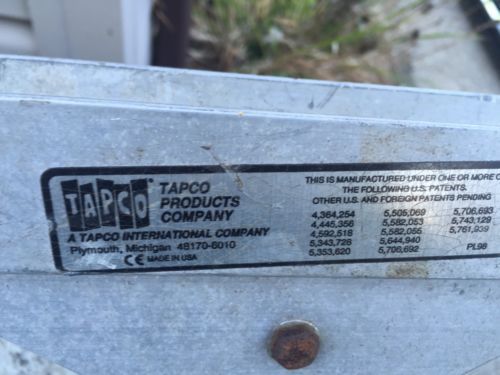 TAPCO
TAPCO
PRODUCTS
COMPANY
A TAPCO INTERNATIONAL COMPANY
Plymouth, Michigan 48170-6010
CE MADE IN USA
THIS IS MANUFACTURED UNDER ONE OR MORE O
THE FOLLOWING U.S. PATENTS.
OTHER U.S. AND FOREIGN PATENTS PENDING
4,364,254 5,505,069 5,706,693
4,445,356 5,582,053 5,743,129
4,592,518 5,582,056 5,761,939
5,343,726 5,644,940
5,353,620 5,706,692 PL98